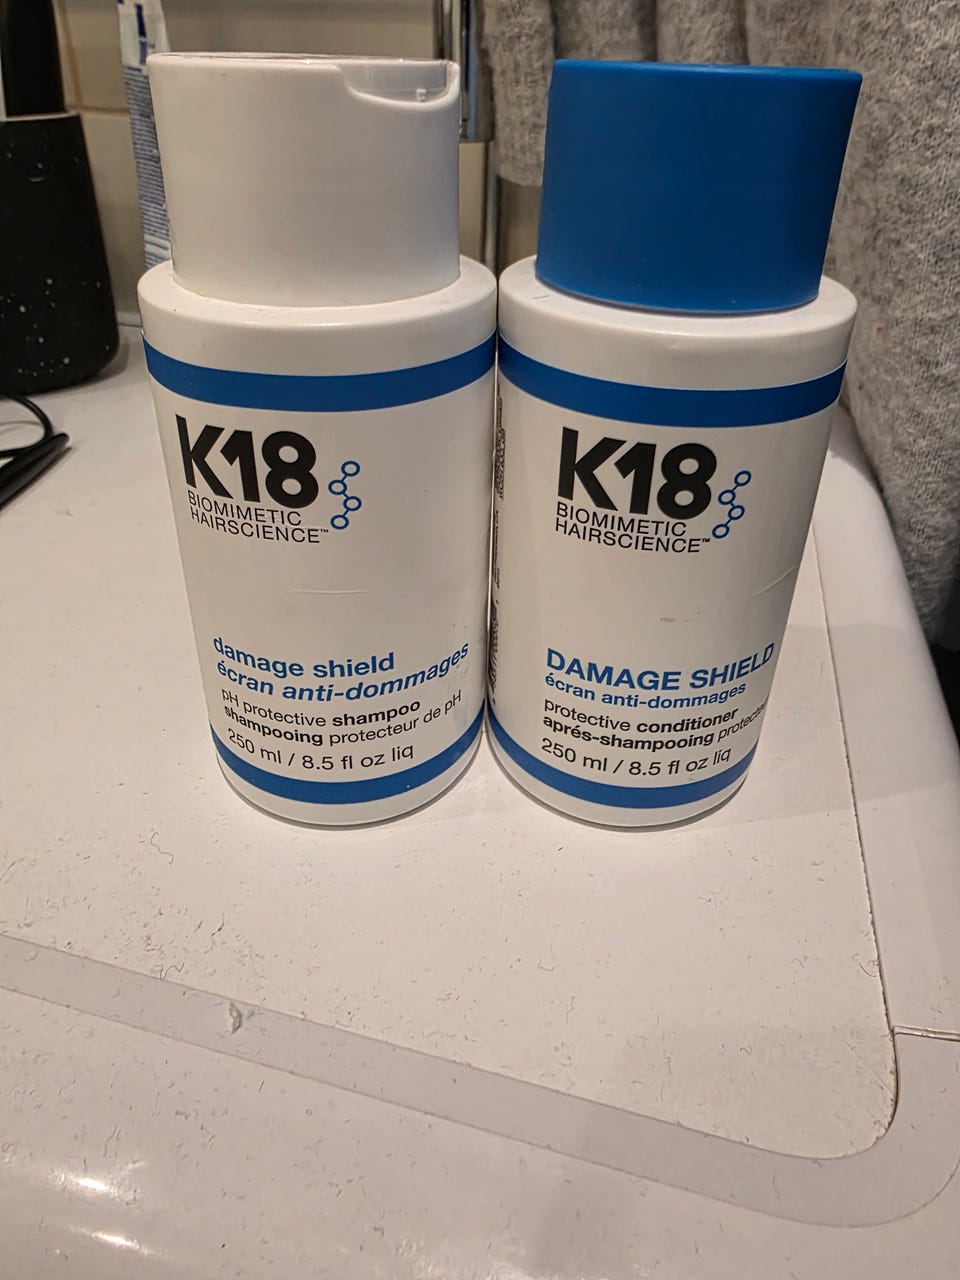 K18
BIOMIMETIC
HAIRSCIENCE™
damage shield
écran anti-dommages
pH protective shampoo
shampooing protecteur de pH
250 ml / 8.5 fl oz liq
K18
BIOMIMETIC
HAIRSCIENCE™
DAMAGE SHIELD
écran anti-dommages
protective conditioner
aprés-shampooing
250 ml / 8.5 fl oz liq